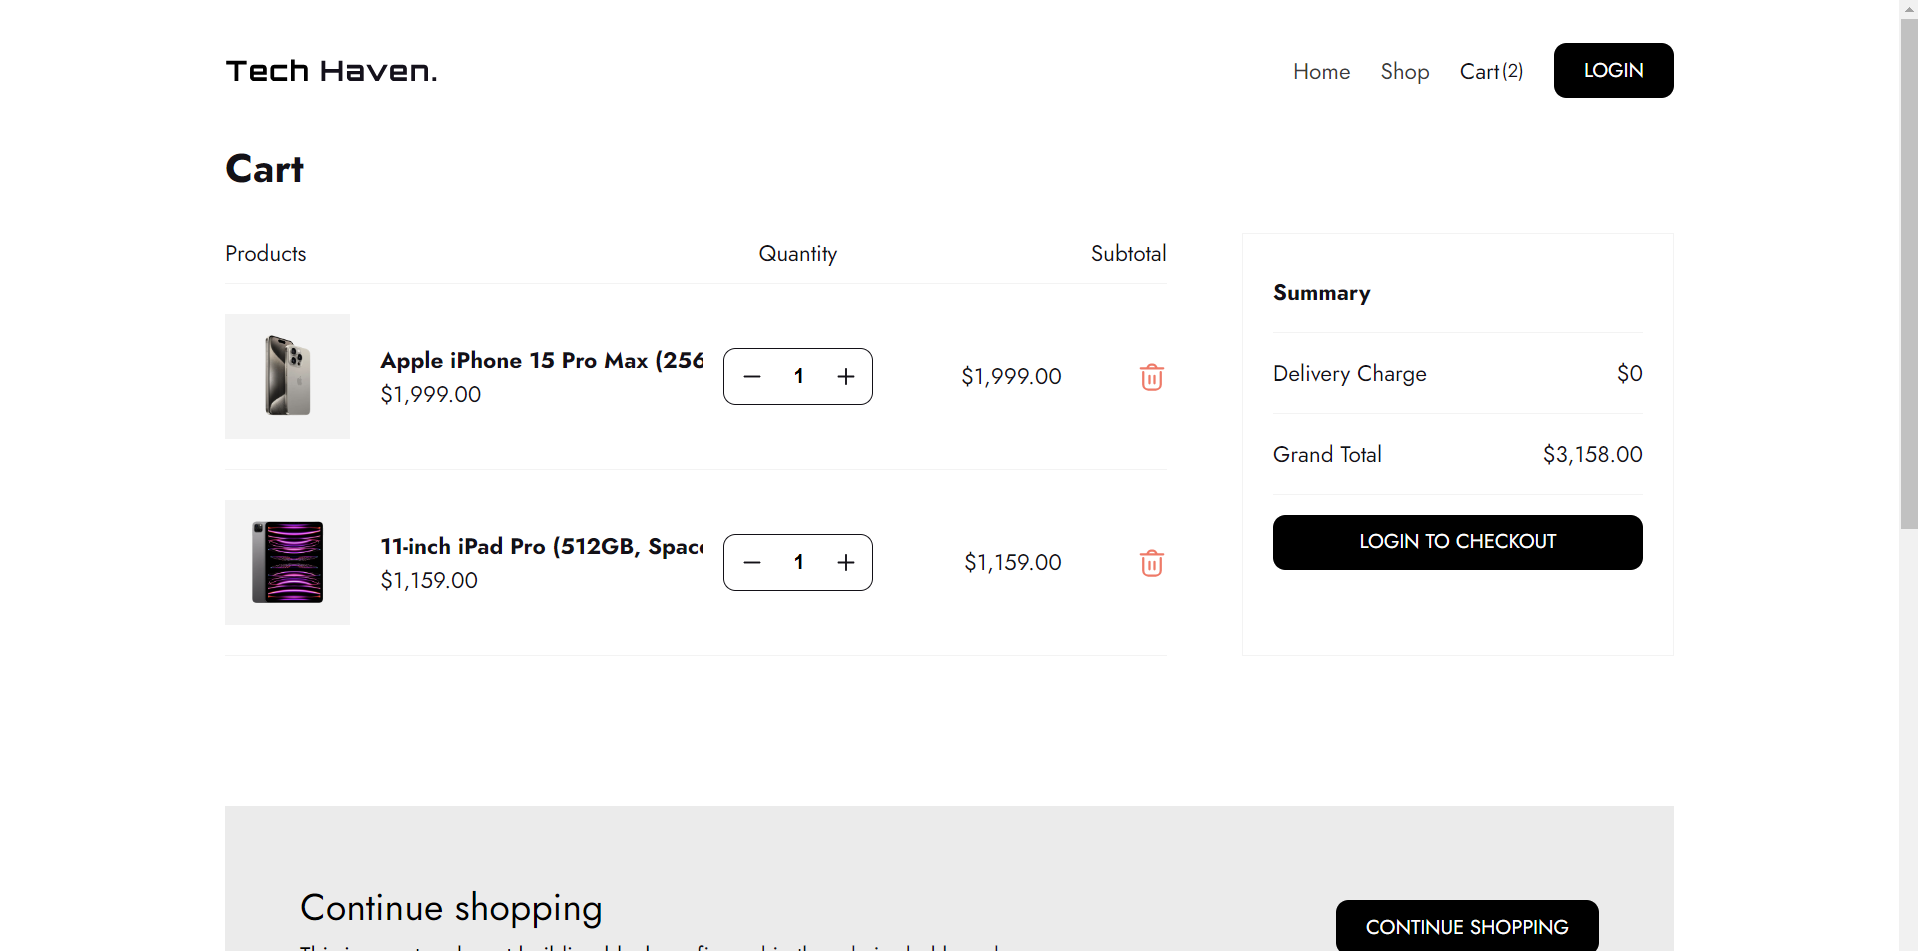 Tech Haven.
Home Shop Cart(2) LOGIN
Cart
Products Quantity Subtotal
Apple iPhone 15 Pro Max (256
$1,999.00
1
$1,999.00
11-inch iPad Pro (512GB, Space
$1,159.00
1
$1,159.00
Summary
Delivery Charge $0
Grand Total $3,158.00
LOGIN TO CHECKOUT
Continue shopping
CONTINUE SHOPPING